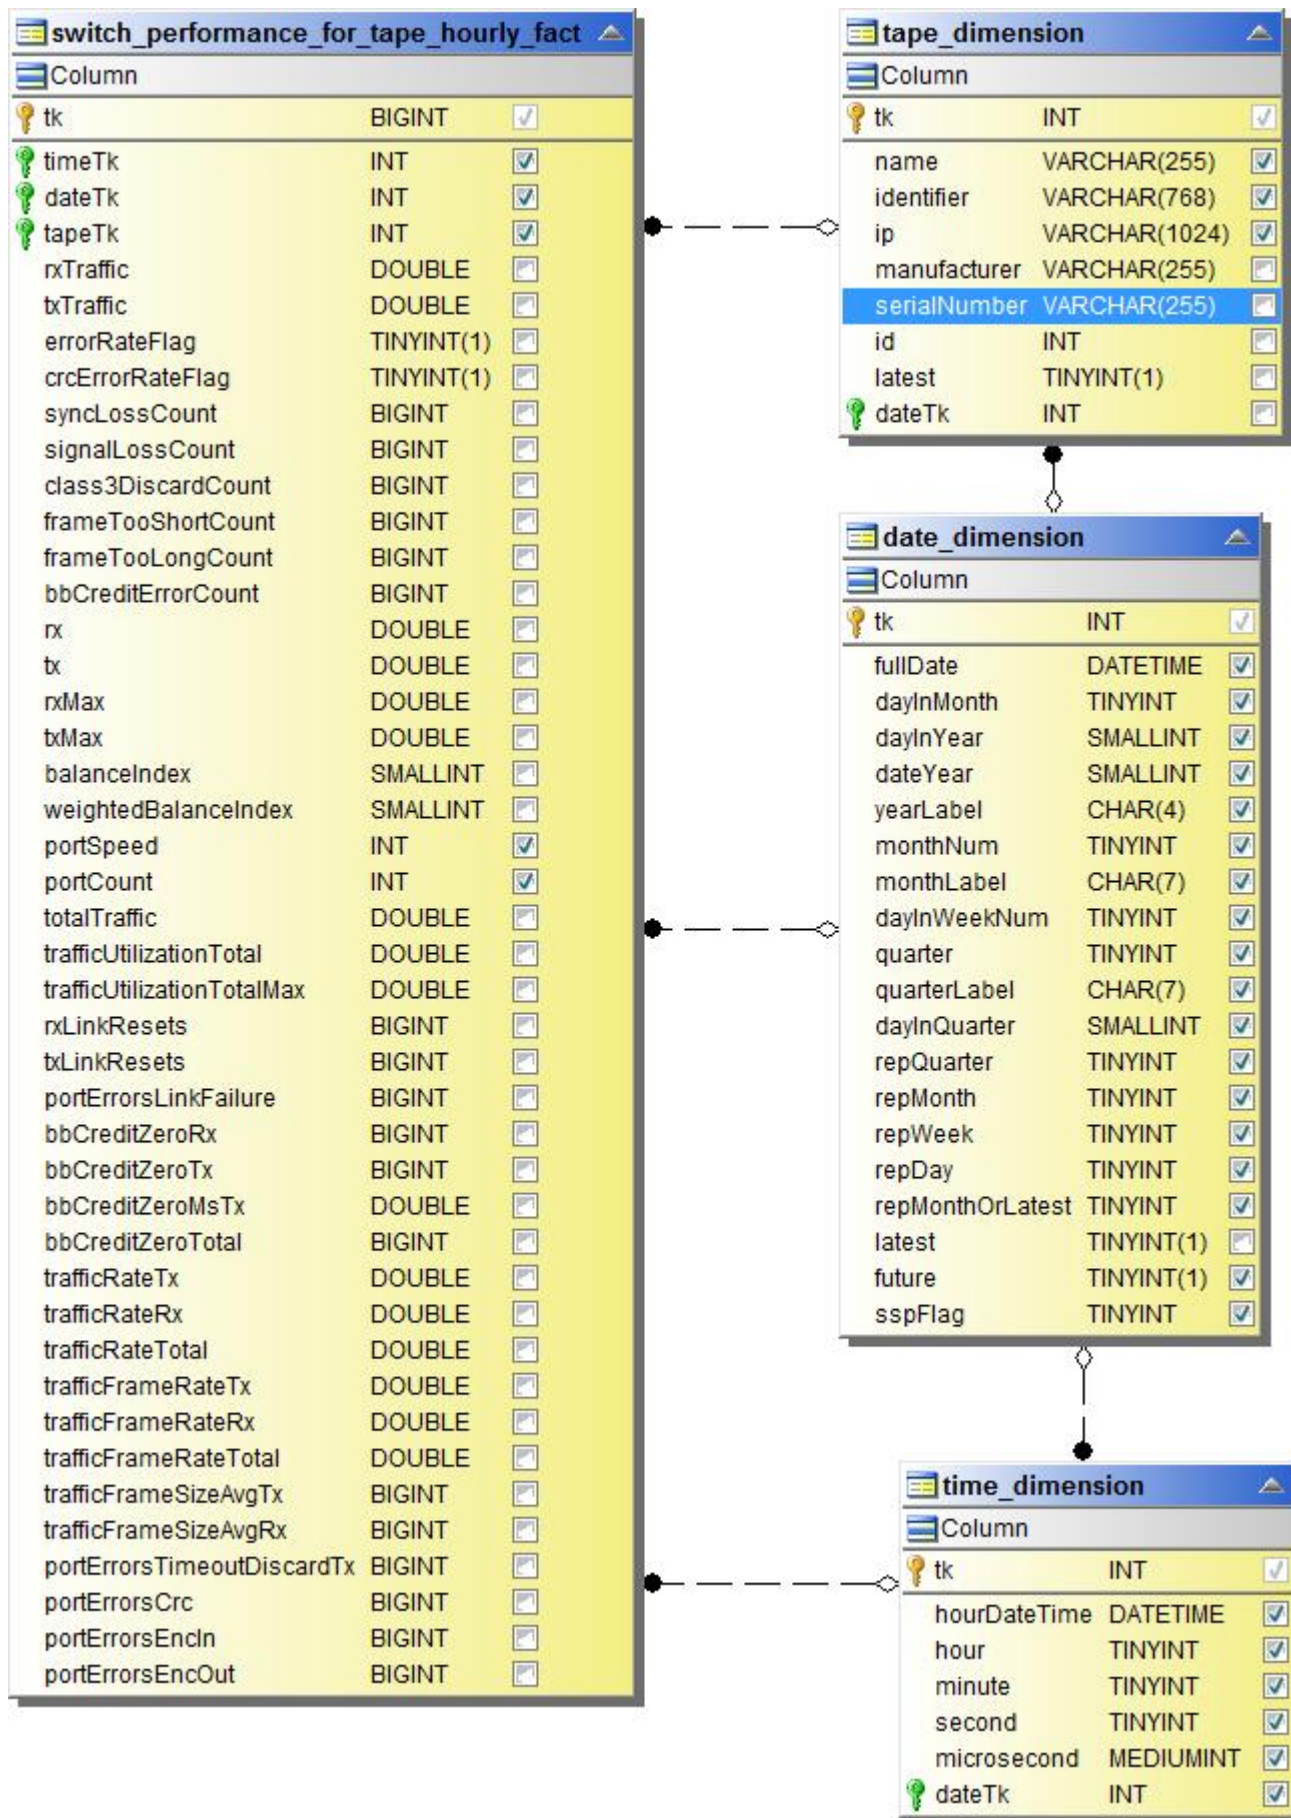 switch_performance_for_tape_hourly_fact
Column
tk BIGINT
timeTk INT
dateTk INT
tapeTk INT
rxTraffic DOUBLE
txTraffic DOUBLE
errorRateFlag TINYINT(1)
crcErrorRateFlag TINYINT(1)
syncLossCount BIGINT
signalLossCount BIGINT
class3DiscardCount BIGINT
frameTooShortCount BIGINT
frameTooLongCount BIGINT
bbCreditErrorCount BIGINT
rx DOUBLE
tx DOUBLE
rxMax DOUBLE
txMax DOUBLE
balanceIndex SMALLINT
weightedBalanceIndex SMALLINT
portSpeed INT
portCount INT
totalTraffic DOUBLE
trafficUtilizationTotal DOUBLE
trafficUtilizationTotalMax DOUBLE
rxLinkResets BIGINT
txLinkResets BIGINT
portErrorsLinkFailure BIGINT
bbCreditZeroRx BIGINT
bbCreditZeroTx BIGINT
bbCreditZeroMsTx DOUBLE
bbCreditZeroTotal BIGINT
trafficRateTx DOUBLE
trafficRateRx DOUBLE
trafficRateTotal DOUBLE
trafficFrameRateTx DOUBLE
trafficFrameRateRx DOUBLE
trafficFrameRateTotal DOUBLE
trafficFrameSizeAvgTx BIGINT
trafficFrameSizeAvgRx BIGINT
portErrorsTimeoutDiscardTx BIGINT
portErrorsCrc BIGINT
portErrorsEncIn BIGINT
portErrorsEncOut BIGINT
tape_dimension
Column
tk INT
name VARCHAR(255)
identifier VARCHAR(768)
ip VARCHAR(1024)
manufacturer VARCHAR(255)
serialNumber VARCHAR(255)
id INT
latest TINYINT(1)
dateTk INT
date_dimension
Column
tk INT
fullDate DATETIME
dayInMonth TINYINT
dayInYear SMALLINT
dateYear SMALLINT
yearLabel CHAR(4)
monthNum TINYINT
monthLabel CHAR(7)
dayInWeekNum TINYINT
quarter TINYINT
quarterLabel CHAR(7)
dayInQuarter SMALLINT
repQuarter TINYINT
repMonth TINYINT
repWeek TINYINT
repDay TINYINT
repMonthOrLatest TINYINT
latest TINYINT(1)
future TINYINT(1)
sspFlag TINYINT
time_dimension
Column
tk INT
hourDateTime DATETIME
hour TINYINT
minute TINYINT
second TINYINT
microsecond MEDIUMINT
dateTk INT